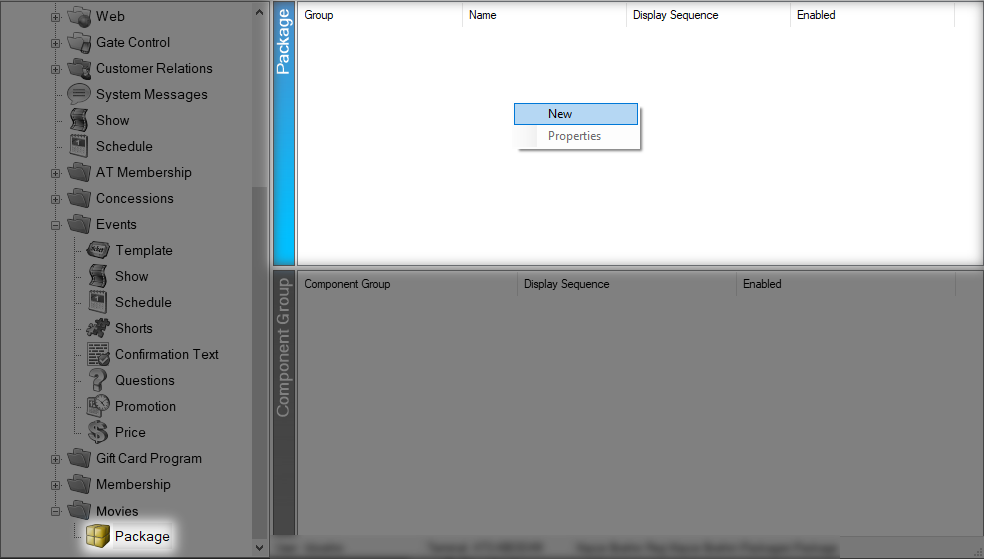 Web
Gate Control
Customer Relations
System Messages
Show
Schedule
AT Membership
Concessions
Events
Template
Show
Schedule
Shorts
Confirmation Text
Questions
Promotion
Price
Gift Card Program
Membership
Movies
Package
Package
Group Name Display Sequence Enabled
New
Properties
Component Group
Component Group Display Sequence Enabled